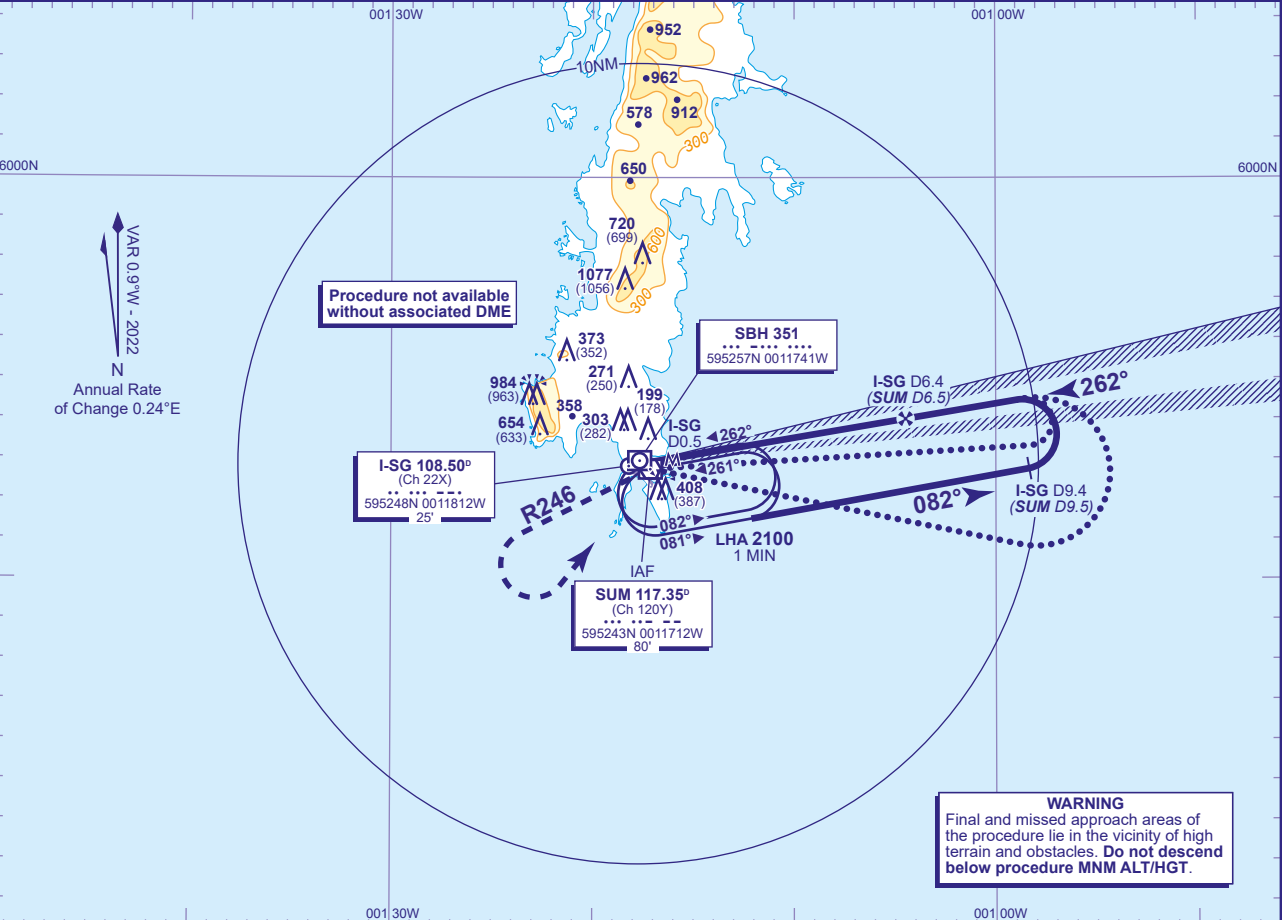 001 30W
001 00W
952
10NM
962
912
578
300
6000N
6000N
650
720
(699)
600
1077
(1056)
300
VAR 0.9°W - 2022
N
Annual Rate
of Change 0.24°E
Procedure not available
without associated DME
SBH 351
595257N 0011741W
373
(352)
271
(250)
984
(963)
358
199
(178)
303
(282)
654
(633)
I-SG D6.4
(SUM D6.5)
262°
I-SG
D0.5
262°
261°
I-SG 108.50ᴰ
(Ch 22X)
595248N 0011812W
25'
408
(387)
R246
082°
I-SG D9.4
(SUM D9.5)
082°
081°
LHA 2100
1 MIN
IAF
SUM 117.35ᴰ
(Ch 120Y)
595243N 0011712W
80'
WARNING
Final and missed approach areas of
the procedure lie in the vicinity of high
terrain and obstacles. Do not descend
below procedure MNM ALT/HGT.
001 30W
001 00W